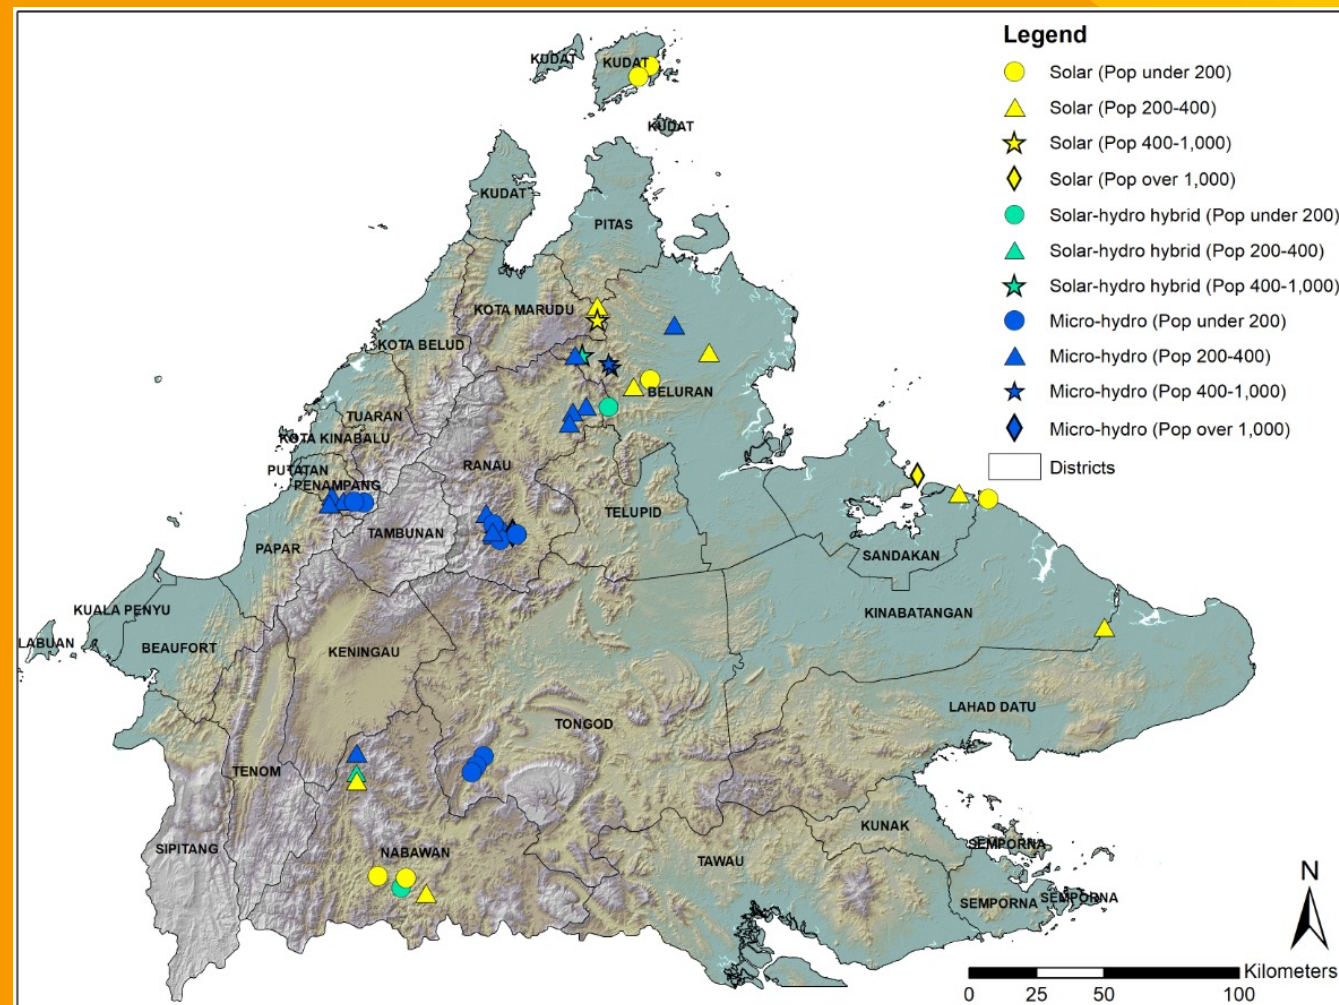 Legend
Solar (Pop under 200)
Solar (Pop 200-400)
Solar (Pop 400-1,000)
Solar (Pop over 1,000)
Solar-hydro hybrid (Pop under 200)
Solar-hydro hybrid (Pop 200-400)
Solar-hydro hybrid (Pop 400-1,000)
Micro-hydro (Pop under 200)
Micro-hydro (Pop 200-400)
Micro-hydro (Pop 400-1,000)
Micro-hydro (Pop over 1,000)
Districts
KUDAT
KUDAT
KUDAT
KUDAT
PITAS
KOTA MARUDU
KOTA BELUD
BELURAN
TUARAN
KOTA KINABALU
PUTATAN
PENAMPANG
RANAU
TELUPID
TAMBUNAN
PAPAR
SANDAKAN
KINABATANGAN
KUALA PENYU
LABUAN
BEAUFORT
KENINGAU
LAHAD DATU
TONGOD
TENOM
KUNAK
SIPITANG
NABAWAN
TAWAU
SEMPORNA
SEMPORNA
SEMPORNA
N
Kilometers
0 25 50 100